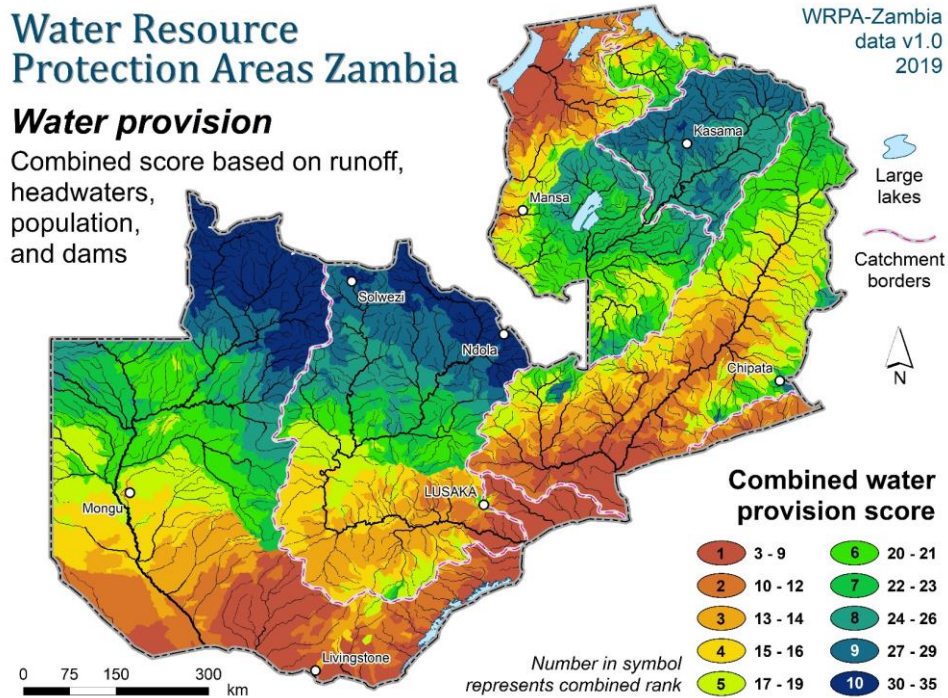 Water Resource
Protection Areas Zambia
WRPA-Zambia
data v1.0
2019
Water provision
Combined score based on runoff,
headwaters,
population,
and dams
Kasama
Large
lakes
Mansa
Catchment
borders
Solwezi
Ndola
N
Chipata
Mongu
LUSAKA
Livingstone
Combined water
provision score
1 3 - 9
2 10 - 12
3 13 - 14
4 15 - 16
5 17 - 19
6 20 - 21
7 22 - 23
8 24 - 26
9 27 - 29
10 30 - 35
Number in symbol
represents combined rank
0 75 150 300
km